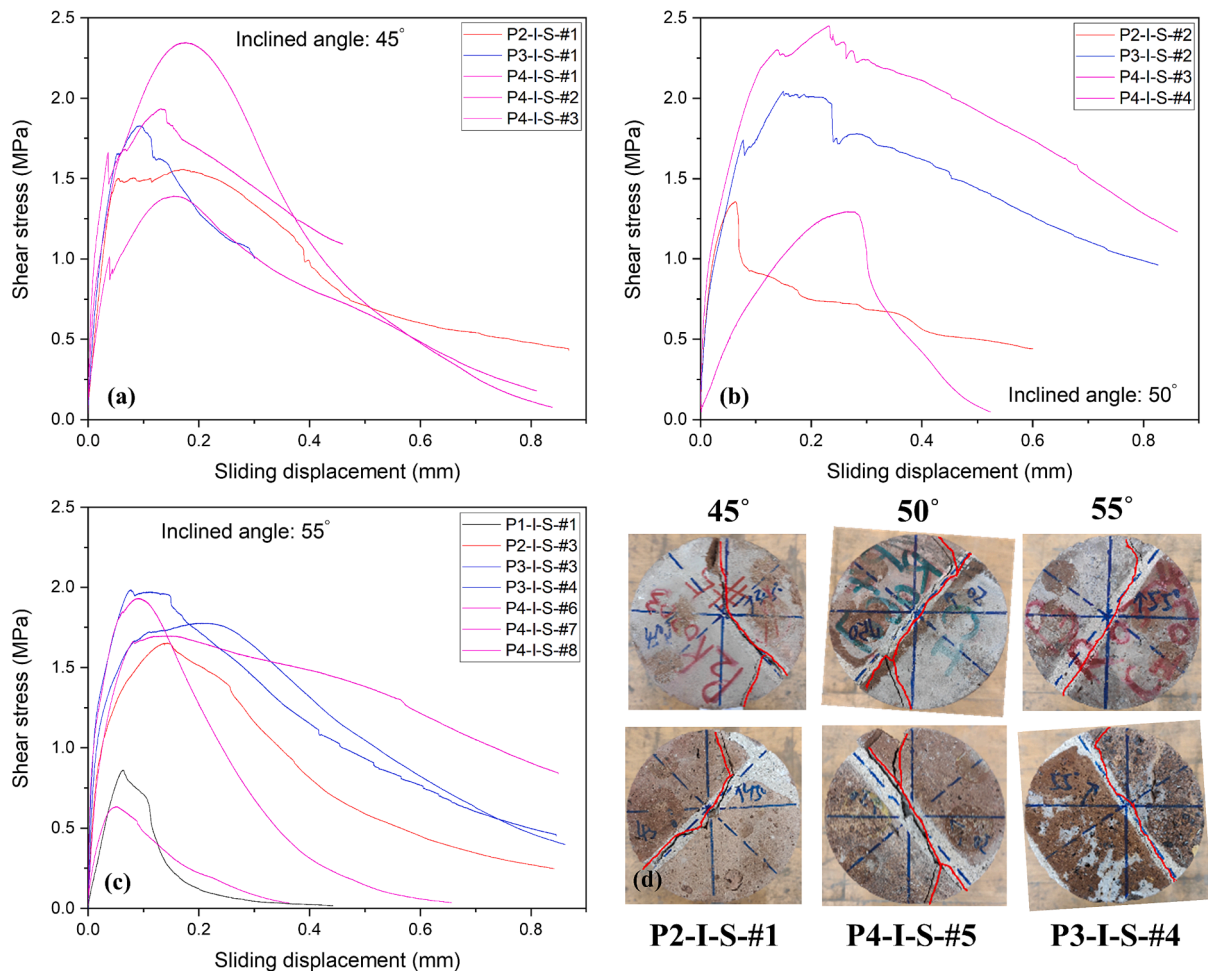 Inclined angle: 45°
P2-I-S-#1
P3-I-S-#1
P4-I-S-#1
P4-I-S-#2
P4-I-S-#3
Shear stress (MPa)
2.5
2.0
1.5
1.0
0.5
0.0
(a)
0.0 0.2 0.4 0.6 0.8
Sliding displacement (mm)
P2-I-S-#2
P3-I-S-#2
P4-I-S-#3
P4-I-S-#4
Shear stress (MPa)
2.5
2.0
1.5
1.0
0.5
0.0
(b)
Inclined angle: 50°
0.0 0.2 0.4 0.6 0.8
Sliding displacement (mm)
Inclined angle: 55°
P1-I-S-#1
P2-I-S-#3
P3-I-S-#3
P3-I-S-#4
P4-I-S-#6
P4-I-S-#7
P4-I-S-#8
Shear stress (MPa)
2.5
2.0
1.5
1.0
0.5
0.0
(c)
0.0 0.2 0.4 0.6 0.8
Sliding displacement (mm)
45° 50° 55°
(d)
P2-I-S-#1 P4-I-S-#5 P3-I-S-#4